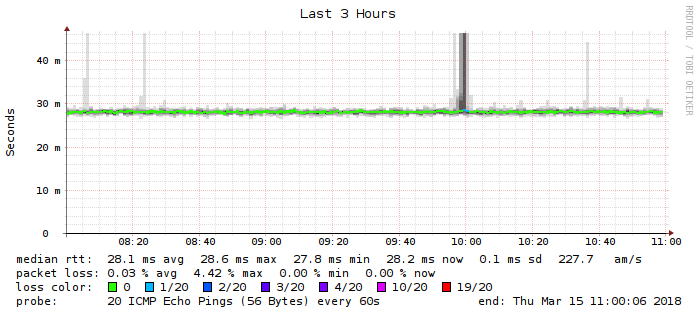 Last 3 Hours
RRDTOOL / TOBI OETIKER
Seconds
40 m
30 m
20 m
10 m
0
08:20 08:40 09:00 09:20 09:40 10:00 10:20 10:40 11:00
median rtt: 28.1 ms avg 28.6 ms max 27.8 ms min 28.2 ms now 0.1 ms sd 227.7 am/s
packet loss: 0.03 % avg 4.42 % max 0.00 % min 0.00 % now
loss color: 0 1/20 2/20 3/20 4/20 10/20 19/20
probe: 20 ICMP Echo Pings (56 Bytes) every 60s end: Thu Mar 15 11:00:06 2018